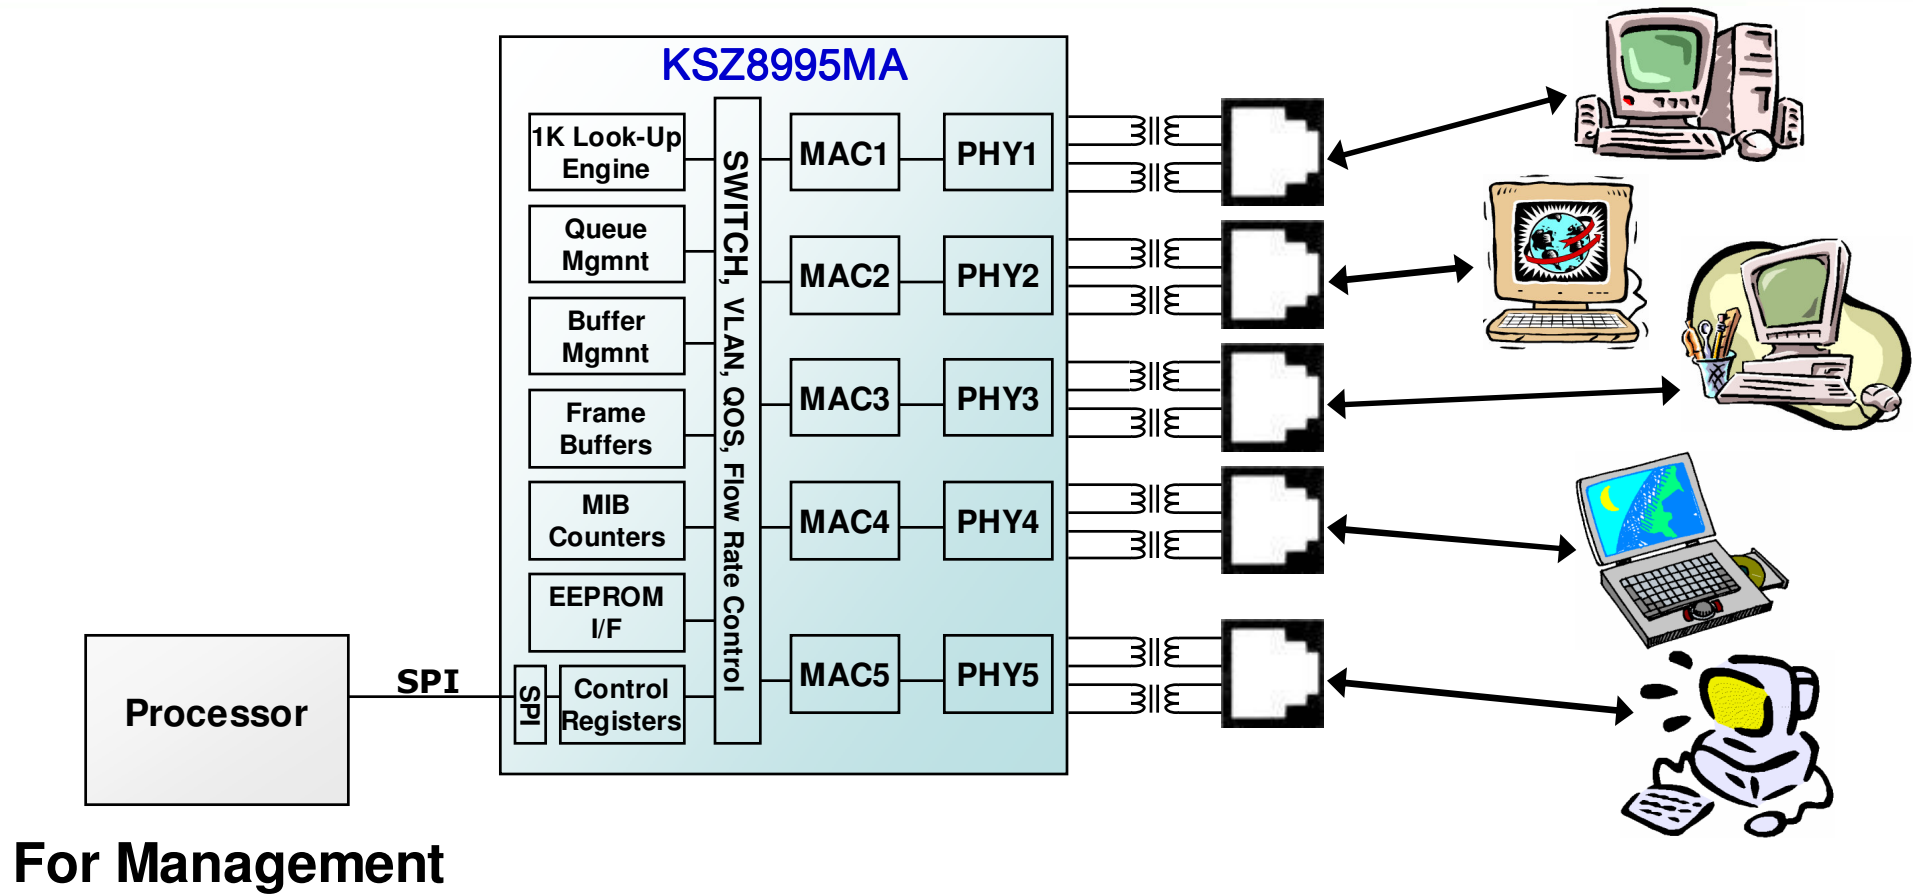 KSZ8995MA
1K Look-Up
Engine
Queue
Mgmnt
Buffer
Mgmnt
Frame
Buffers
MIB
Counters
EEPROM
I/F
SPI
Control
Registers
SWITCH, VLAN, QOS, Flow Rate Control
MAC1
PHY1
MAC2
PHY2
MAC3
PHY3
MAC4
PHY4
MAC5
PHY5
Processor
SPI
For Management